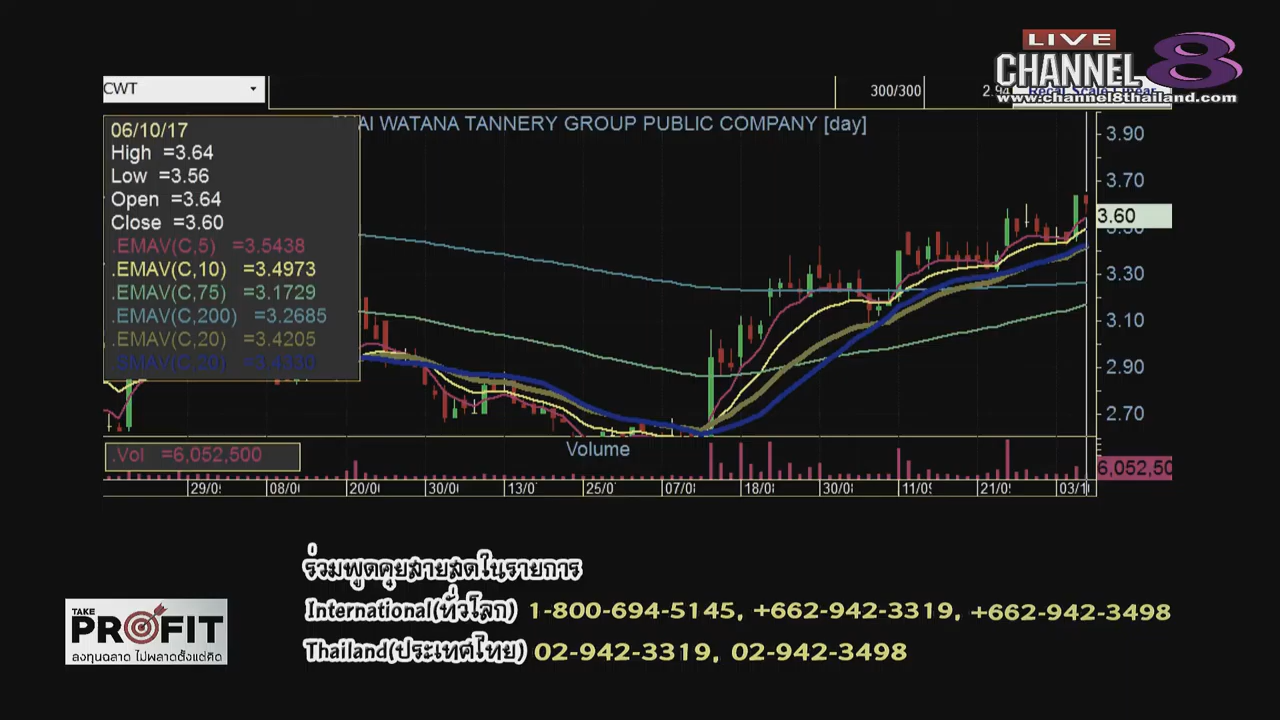 LIVE
CHANNEL 8
www.channel8thailand.com
CWT
300/300
06/10/17
High =3.64
Low =3.56
Open =3.64
Close =3.60
.EMAV(C,5) =3.5438
.EMAV(C,10) =3.4973
.EMAV(C,75) =3.1729
.EMAV(C,200) =3.2685
.EMAV(C,20) =3.4205
.SMAV(C,20) =3.4330
WATANA TANNERY GROUP PUBLIC COMPANY [day]
3.90
3.70
3.60
3.30
3.10
2.90
2.70
.Vol =6,052,500
Volume
6,052,50
29/0
08/0
20/0
30/0
13/0
25/0
07/0
18/0
30/0
11/0
21/0
03/1
ร่วมพูดคุยสายสดในรายการ
International(ทั่วโลก) 1-800-694-5145, +662-942-3319, +662-942-3498
Thailand(ประเทศไทย) 02-942-3319, 02-942-3498
TAKE
PROFIT
ลงทุนฉลาด ไม่พลาดตั้งแต่คิด